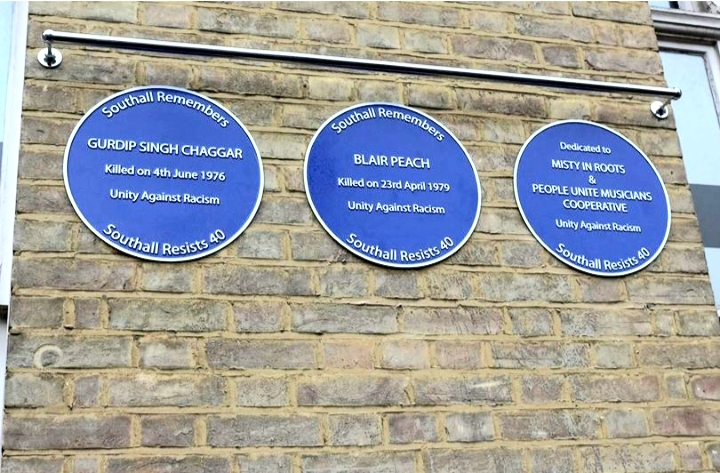 Southall Remembers
GURDIP SINGH CHAGGAR
Killed on 4th June 1976
Unity Against Racism
Southall Resists 40
Southall Remembers
BLAIR PEACH
Killed on 23rd April 1979
Unity Against Racism
Southall Resists 40
Dedicated to
MISTY IN ROOTS
&
PEOPLE UNITE MUSICIANS
COOPERATIVE
Unity Against Racism
Southall Resists 40